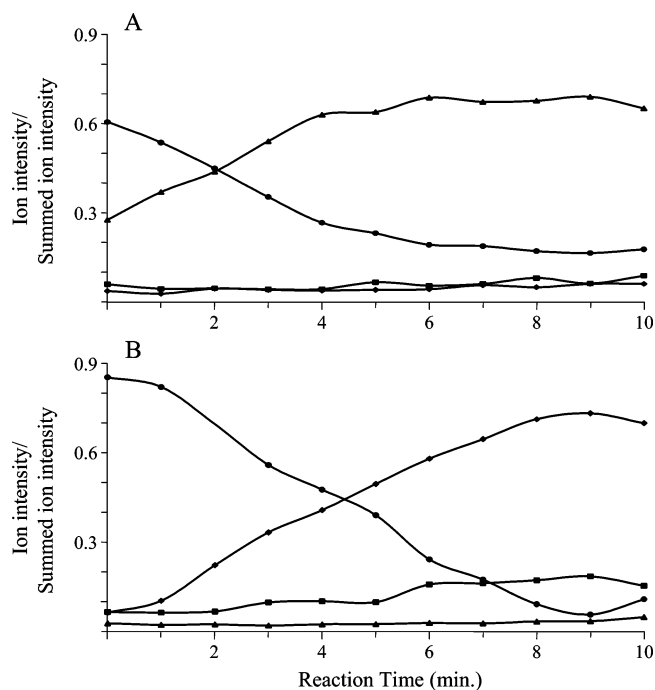 A
0.9
0.6
0.3
Ion intensity/
Summed ion intensity
2 4 6 8 10
B
0.9
0.6
0.3
Ion intensity/
Summed ion intensity
2 4 6 8 10
Reaction Time (min.)